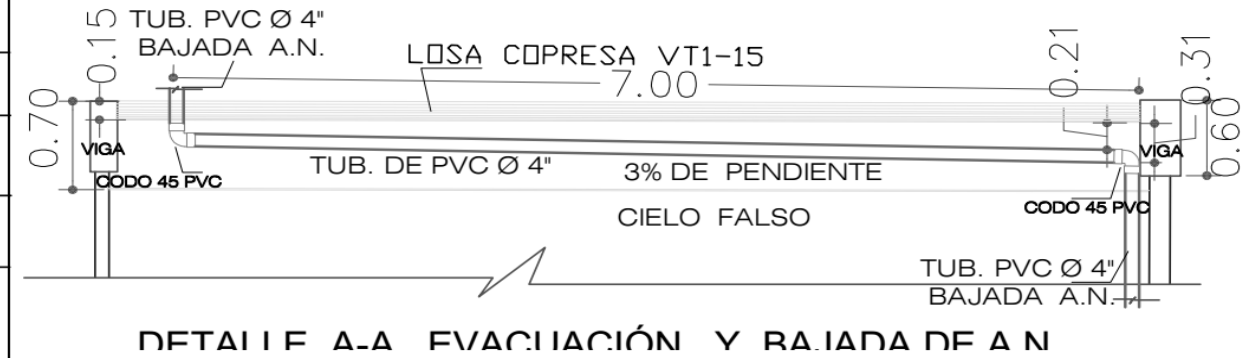 TUB. PVC Ø 4"
BAJADA A.N.
0.15
LOSA COPRESA VT1-15
7.00
0.21
0.31
0.70
0.60
VIGA
VIGA
CODO 45 PVC
TUB. DE PVC Ø 4"
3% DE PENDIENTE
CODO 45 PVC
CIELO FALSO
TUB. PVC Ø 4"
BAJADA A.N.
DETALLE A-A EVACUACIÓN Y BAJADA DE A.N